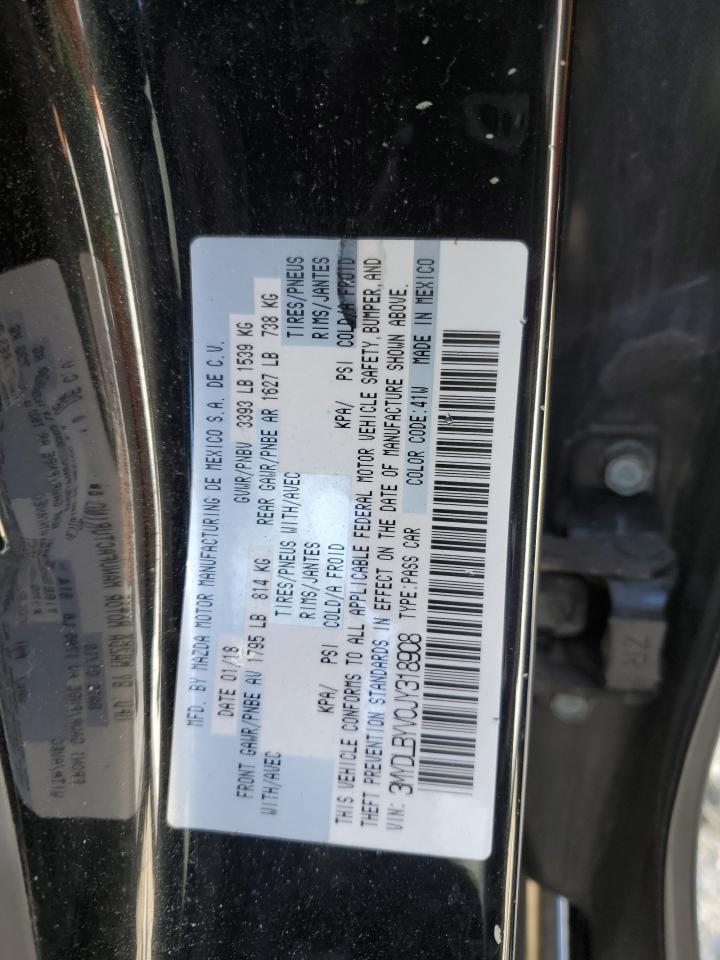 MFD. BY MAZDA MOTOR MANUFACTURING DE MEXICO S.A. DE C.V.
DATE 01/18 GVWR/PNBV 3393 LB 1539 KG
FRONT GAWR/PNBE AV 1795 LB 814 KG REAR GAWR/PNBE AR 1627 LB 738 KG
WITH/AVEC TIRES/PNEUS WITH/AVEC TIRES/PNEUS
RIMS/JANTES RIMS/JANTES
KPA/ PSI COLD/A FROID KPA/ PSI COLD/A FROID
THIS VEHICLE CONFORMS TO ALL APPLICABLE FEDERAL MOTOR VEHICLE SAFETY, BUMPER, AND
THEFT PREVENTION STANDARDS IN EFFECT ON THE DATE OF MANUFACTURE SHOWN ABOVE.
VIN: 3MYDLBYV0JY318908 TYPE:PASS CAR COLOR CODE:41W MADE IN MEXICO